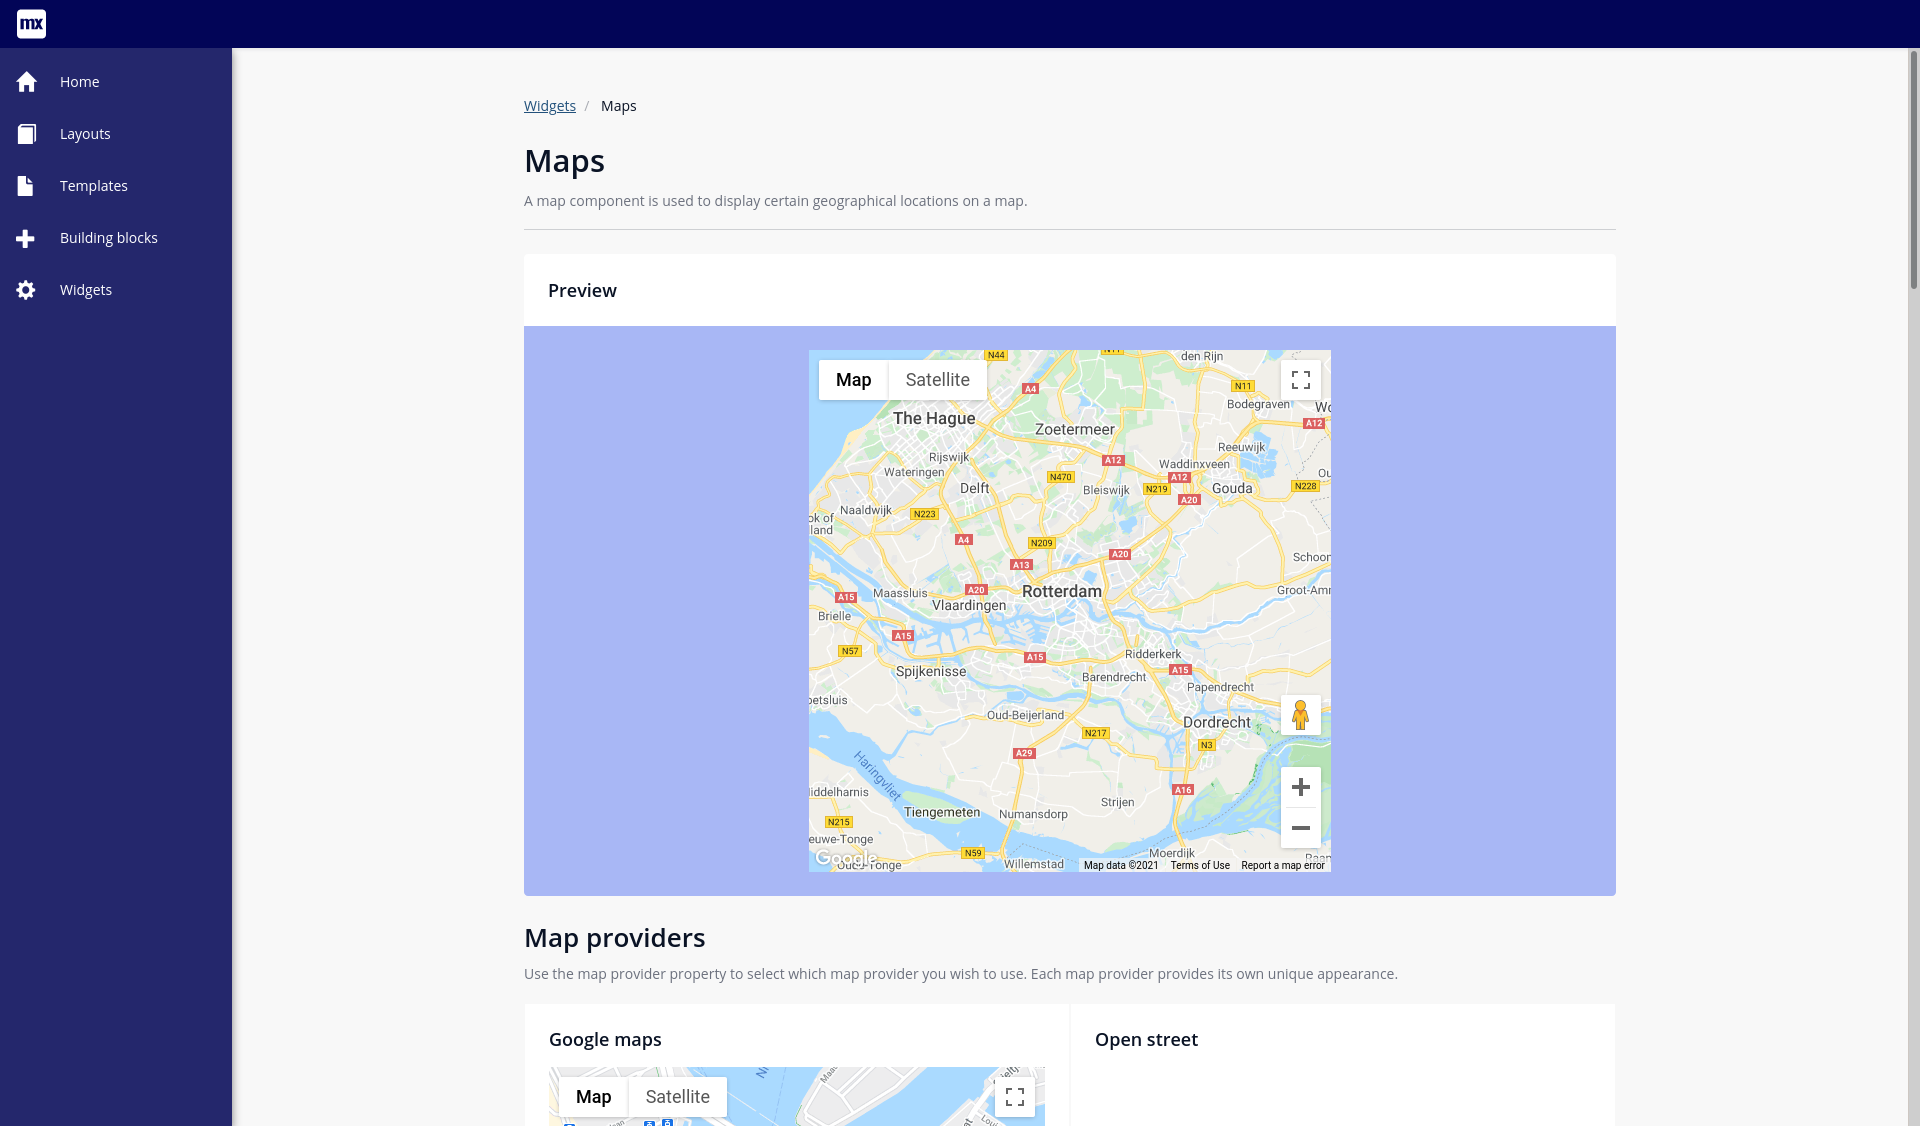 mx
Home
Layouts
Templates
Building blocks
Widgets
Widgets / Maps
Maps
A map component is used to display certain geographical locations on a map.
Preview
Map Satellite
N44
N11
den Rijn
A4
N11
Bodegraven
Wo
A12
The Hague
Zoetermeer
Reeuwijk
Rijswijk
A12
Waddinxveen
Wateringen
N470
A12
Ou
Delft
Bleiswijk
N219
Gouda
N228
A20
Naaldwijk
N223
ok of
land
A4
N209
A20
Schoon
A13
A20
Rotterdam
Groot-Amm
A15
Maassluis
Vlaardingen
Brielle
A15
N57
A15
Ridderkerk
Spijkenisse
A15
Barendrecht
Papendrecht
oetsluis
Oud-Beijerland
Dordrecht
N217
N3
A29
Haringvliet
A16
iddelharnis
Strijen
Tiengemeten
Numansdorp
N215
euwe-Tonge
N59
Moerdijk
Google
Oude-Tonge
Willemstad
Raam
Map data ©2021 Terms of Use Report a map error
Map providers
Use the map provider property to select which map provider you wish to use. Each map provider provides its own unique appearance.
Google maps
Open street
Map Satellite